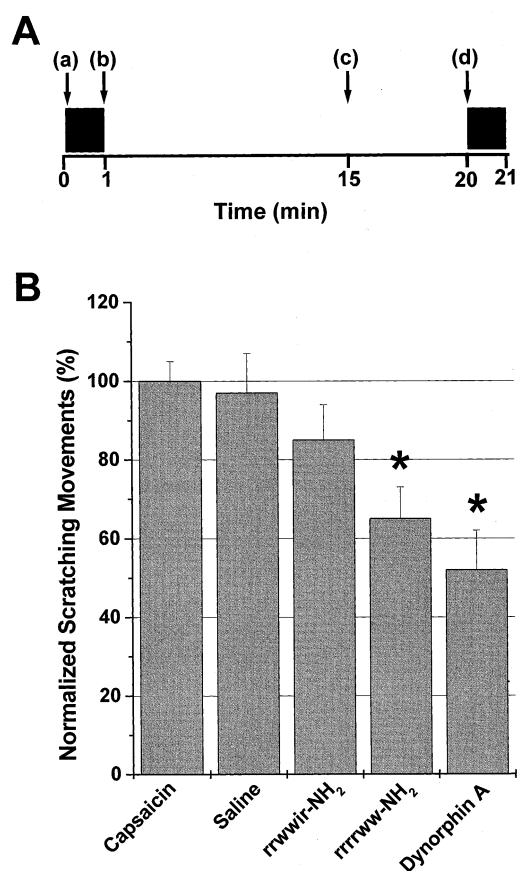 A
(a) (b) (c) (d)
0 1 15 20 21
Time (min)
B
Normalized Scratching Movements (%)
120
100
80
60
40
20
0
* *
Capsaicin
Saline
rrwwir-NH₂
rrrrww-NH₂
Dynorphin A